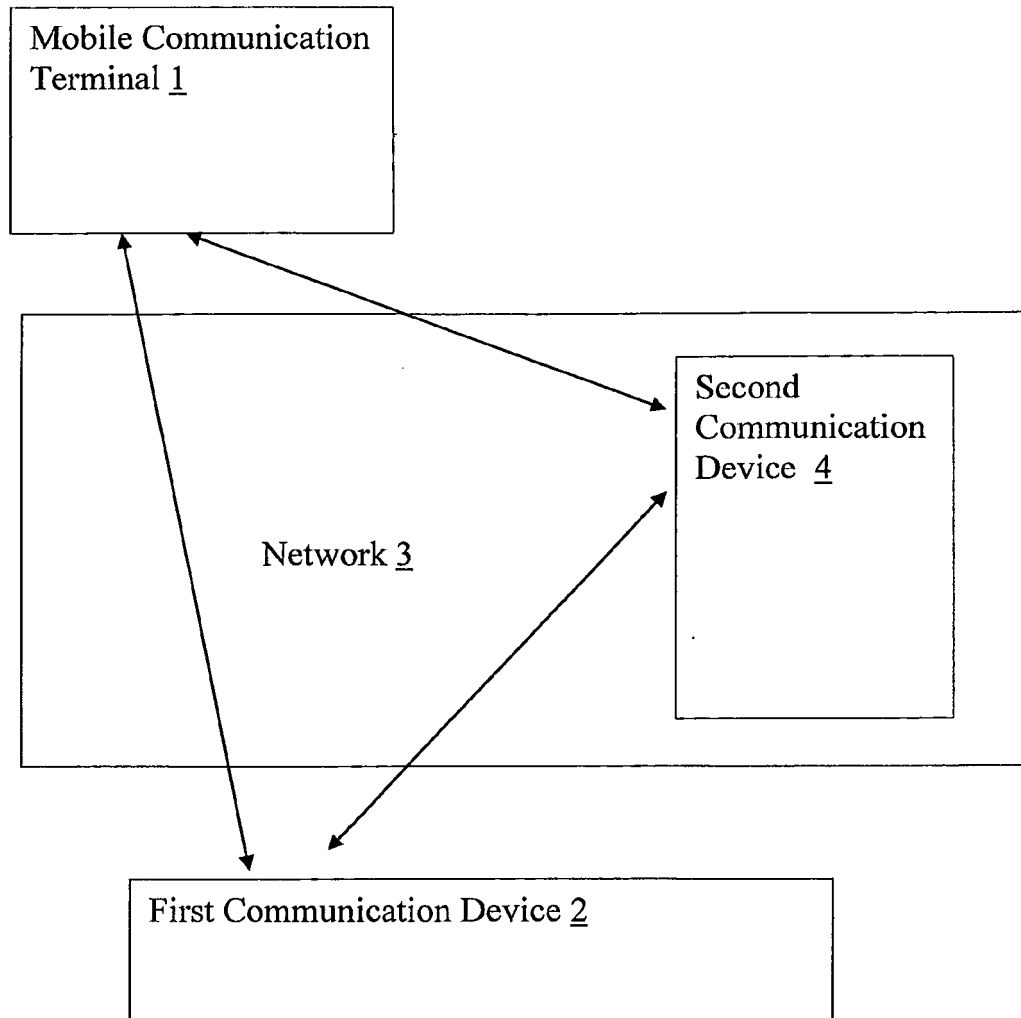 Mobile Communication
Terminal 1
Second
Communication
Device 4
Network 3
First Communication Device 2